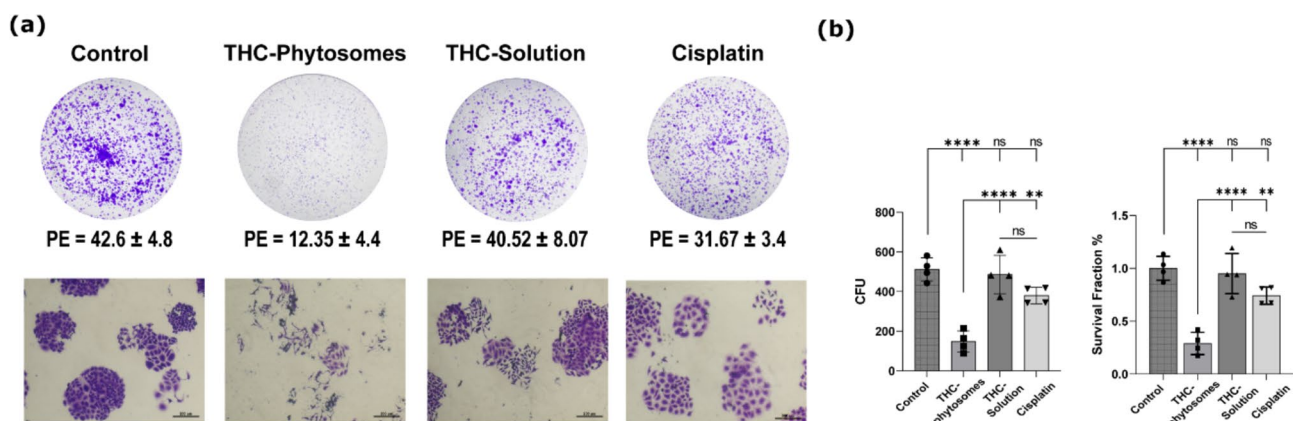 (a)
Control THC-Phytosomes THC-Solution Cisplatin
PE = 42.6 ± 4.8 PE = 12.35 ± 4.4 PE = 40.52 ± 8.07 PE = 31.67 ± 3.4
(b)
**** ns ns
**** **
ns
800
600
400
200
0
CFU
Control
THC-
phytosomes
THC-
Solution
Cisplatin
**** ns ns
**** **
ns
1.5
1.0
0.5
0.0
Survival Fraction %
Control
THC-
Phytosomes
THC-
Solution
Cisplatin